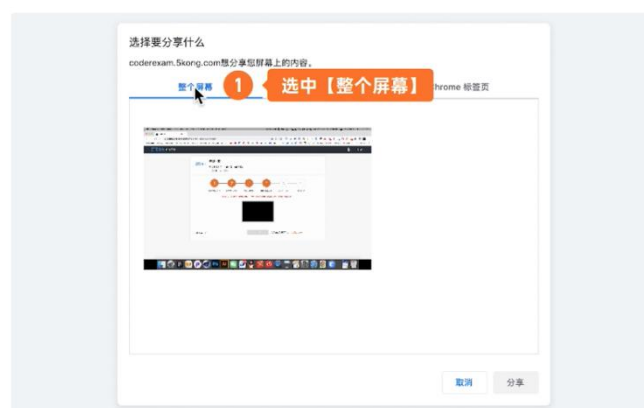 选择要分享什么
coderexam.5kong.com想分享您屏幕上的内容。
整个屏幕 1 选中【整个屏幕】 hrome 标签页
取消 分享